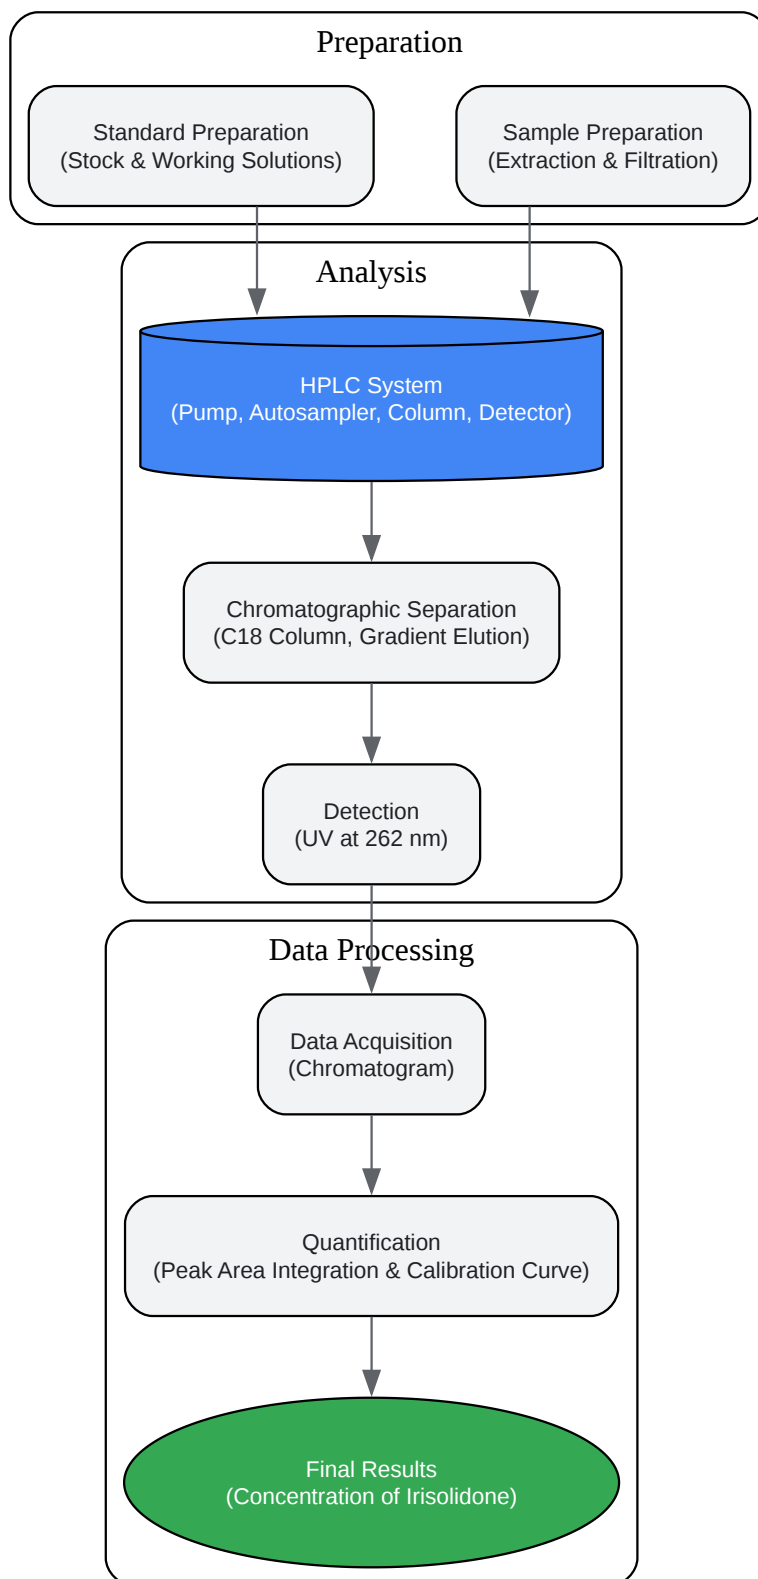 Preparation
Standard Preparation
(Stock & Working Solutions)
Sample Preparation
(Extraction & Filtration)
Analysis
HPLC System
(Pump, Autosampler, Column, Detector)
Chromatographic Separation
(C18 Column, Gradient Elution)
Detection
(UV at 262 nm)
Data Processing
Data Acquisition
(Chromatogram)
Quantification
(Peak Area Integration & Calibration Curve)
Final Results
(Concentration of Irisolidone)